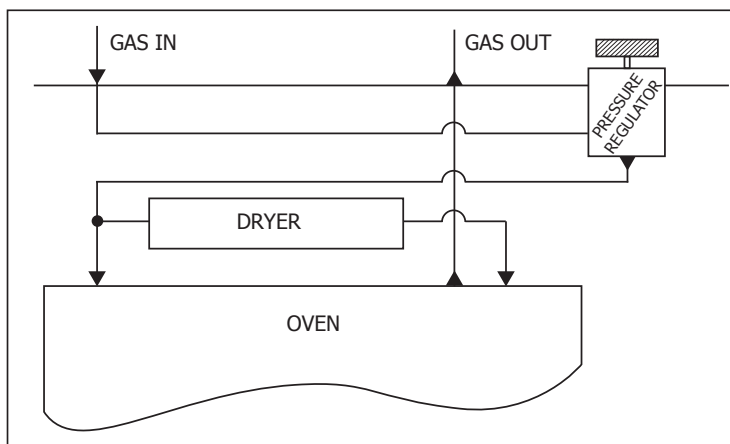 GAS IN
GAS OUT
PRESSURE
REGULATOR
DRYER
OVEN